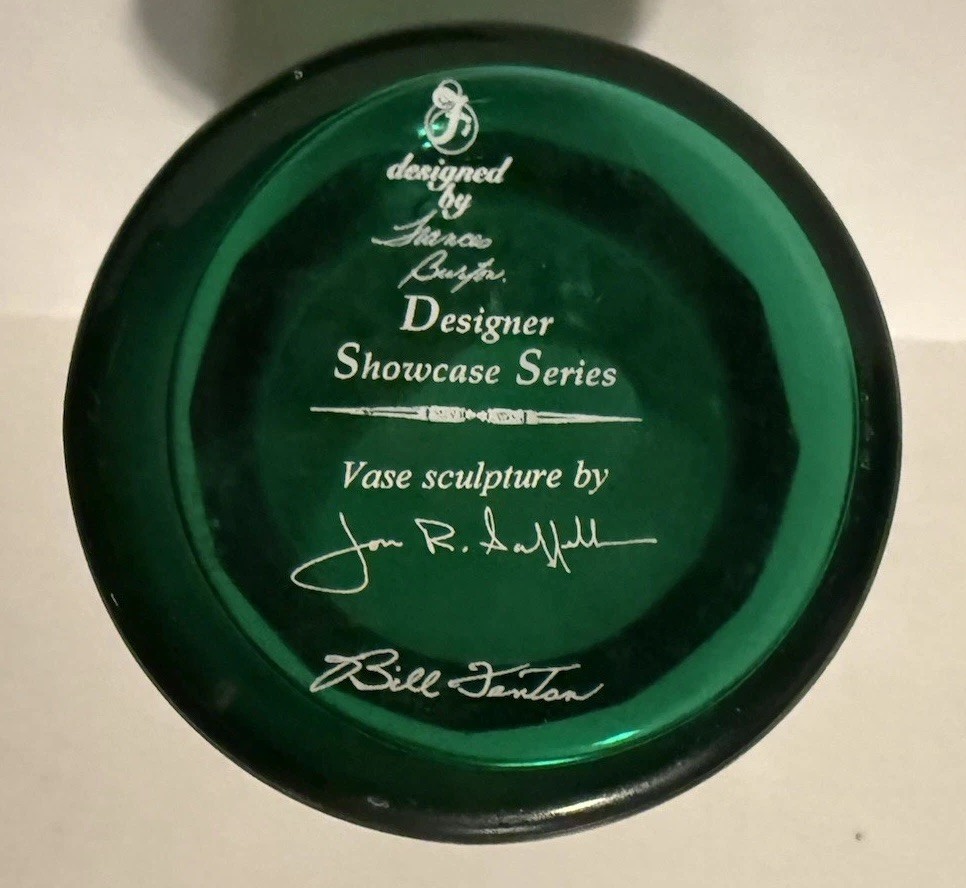 F
designed
by
Frances
Burton.
Designer
Showcase Series
Vase sculpture by
Jon R. Saffell
Bill Fenton